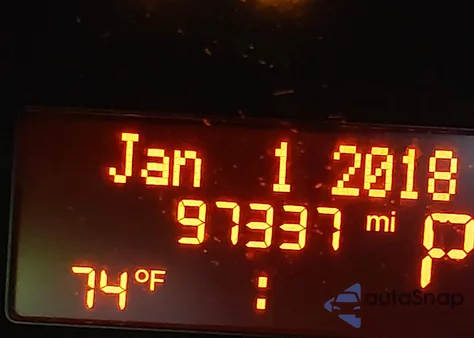 Jan 1 2018
97337 mi P
74°F :
autoSnap